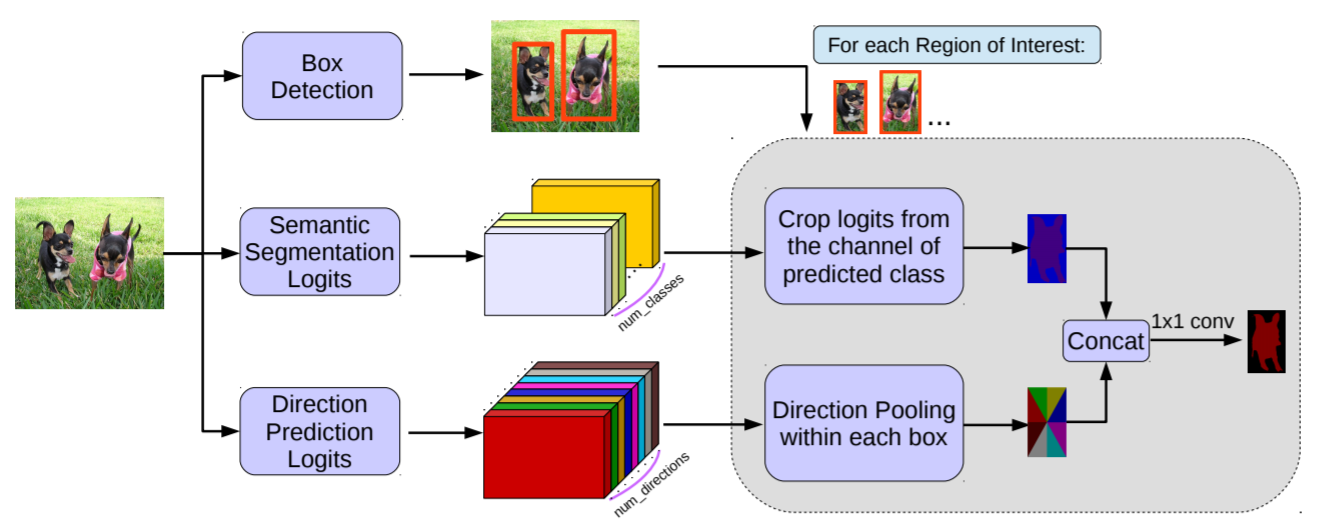 Box
Detection
For each Region of Interest:
...
Semantic
Segmentation
Logits
num_classes
Crop logits from
the channel of
predicted class
Concat
1x1 conv
Direction
Prediction
Logits
num_directions
Direction Pooling
within each box